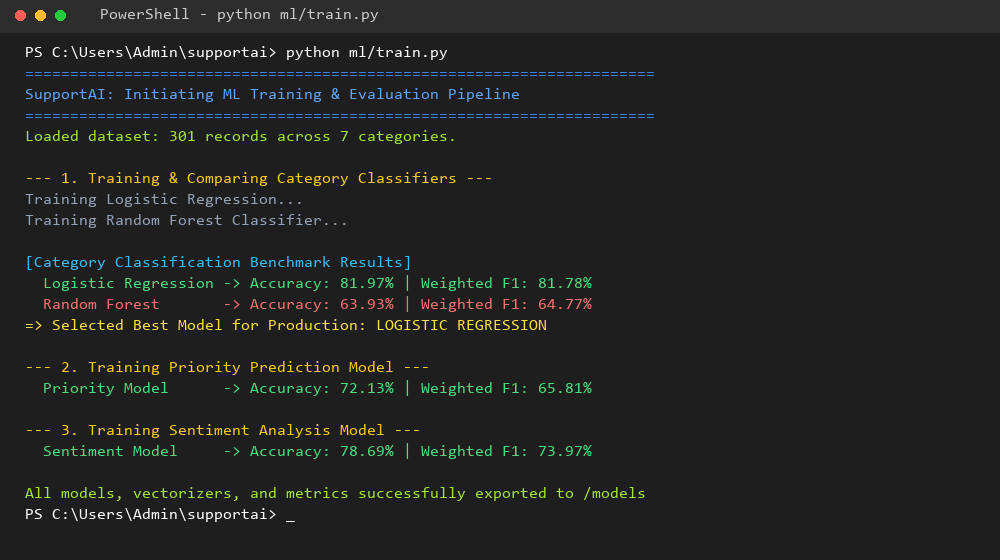 PowerShell - python ml/train.py
PS C:\Users\Admin\supportai> python ml/train.py
======================================================================
SupportAI: Initiating ML Training & Evaluation Pipeline
======================================================================
Loaded dataset: 301 records across 7 categories.
--- 1. Training & Comparing Category Classifiers ---
Training Logistic Regression...
Training Random Forest Classifier...
[Category Classification Benchmark Results]
Logistic Regression -> Accuracy: 81.97% | Weighted F1: 81.78%
Random Forest       -> Accuracy: 63.93% | Weighted F1: 64.77%
=> Selected Best Model for Production: LOGISTIC REGRESSION
--- 2. Training Priority Prediction Model ---
Priority Model      -> Accuracy: 72.13% | Weighted F1: 65.81%
--- 3. Training Sentiment Analysis Model ---
Sentiment Model     -> Accuracy: 78.69% | Weighted F1: 73.97%
All models, vectorizers, and metrics successfully exported to /models
PS C:\Users\Admin\supportai> _